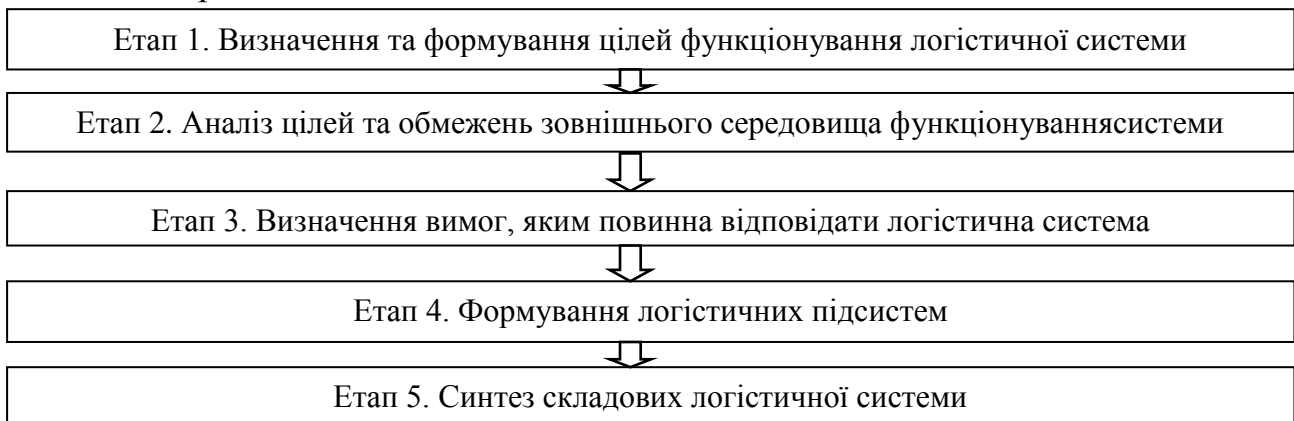 Етап 1. Визначення та формування цілей функціонування логістичної системи
Етап 2. Аналіз цілей та обмежень зовнішнього середовища функціонуваннясистеми
Етап 3. Визначення вимог, яким повинна відповідати логістична система
Етап 4. Формування логістичних підсистем
Етап 5. Синтез складових логістичної системи